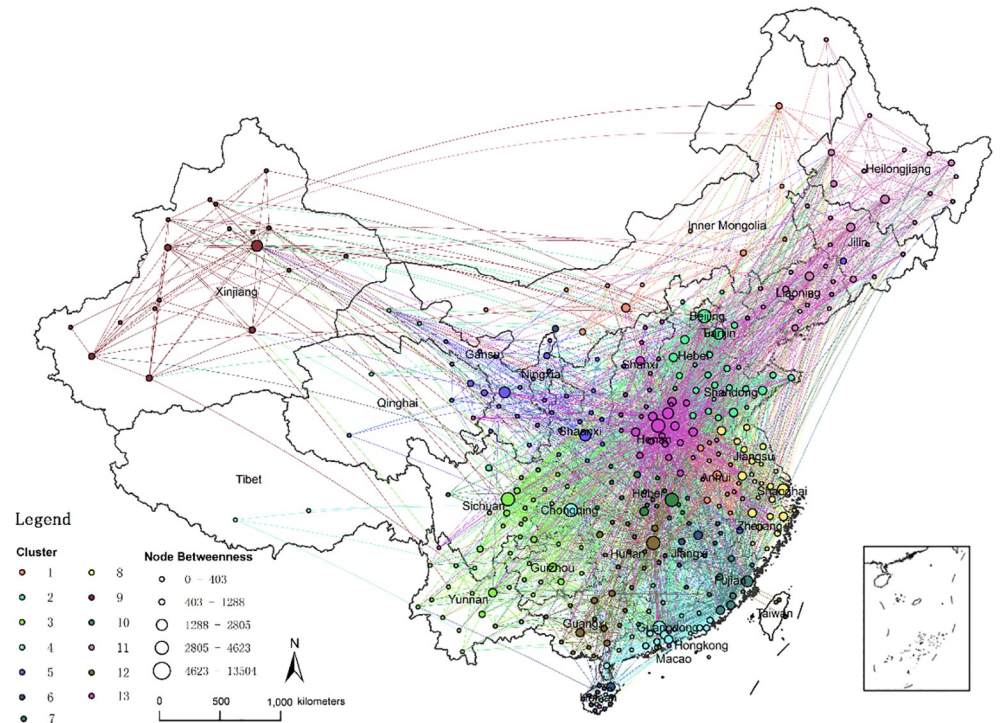 Heilongjiang
Inner Mongolia
Jilin
Xinjiang
Liaoning
Beijing
Tianjin
Gansu
Hebei
Shanxi
Ningxia
Shandong
Qinghai
Shaanxi
Henan
Jiangsu
Tibet
Anhui
Sichuan
Hebei
Shanghai
Chongqing
Zhejiang
Hunan
Jiangxi
Guizhou
Fujian
Yunnan
Taiwan
Guangxi
Guangdong
Hongkong
Macao
Hainan
Legend
Cluster
1
2
3
4
5
6
7
8
9
10
11
12
13
Node Betweenness
0 - 403
403 - 1288
1288 - 2805
2805 - 4623
4623 - 13504
N
0 500 1,000 kilometers